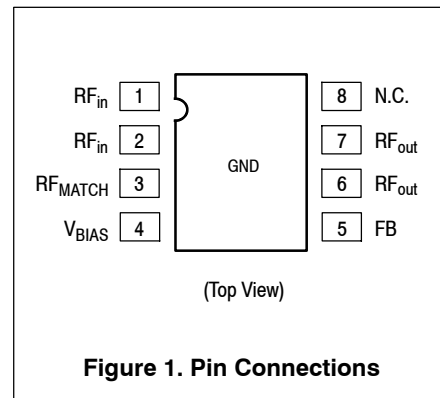 RFin 1 8 N.C.
RFin 2 7 RFout
GND
RFMATCH 3 6 RFout
VBIAS 4 5 FB
(Top View)
Figure 1. Pin Connections